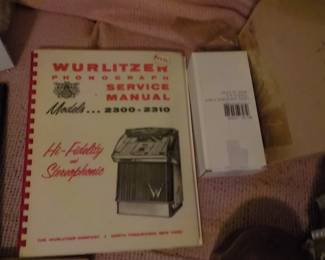 WURLITZER
PHONOGRAPH
SERVICE
MANUAL
Models... 2300-2310
Hi-Fidelity
and
Stereophonic
W
THE WURLITZER COMPANY • NORTH TONAWANDA, NEW YORK